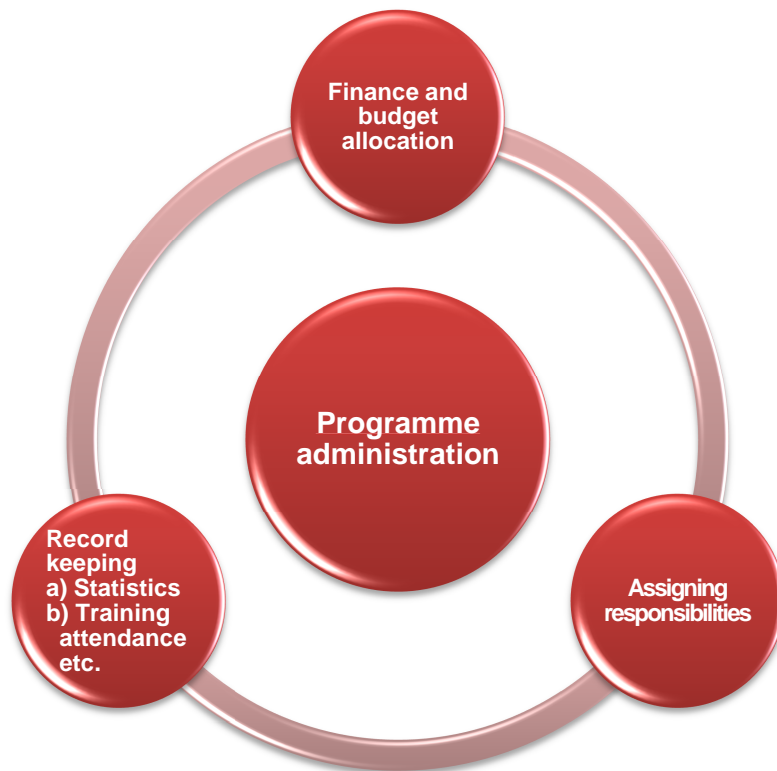 Finance and
budget
allocation
Programme
administration
Record
keeping
a) Statistics
b) Training
attendance
etc.
Assigning
responsibilities